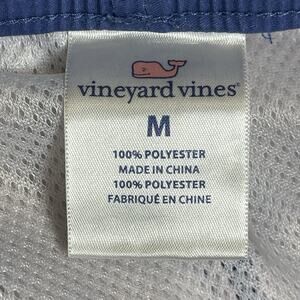 vineyard vines®
M
100% POLYESTER
MADE IN CHINA
100% POLYESTER
FABRIQUÉ EN CHINE